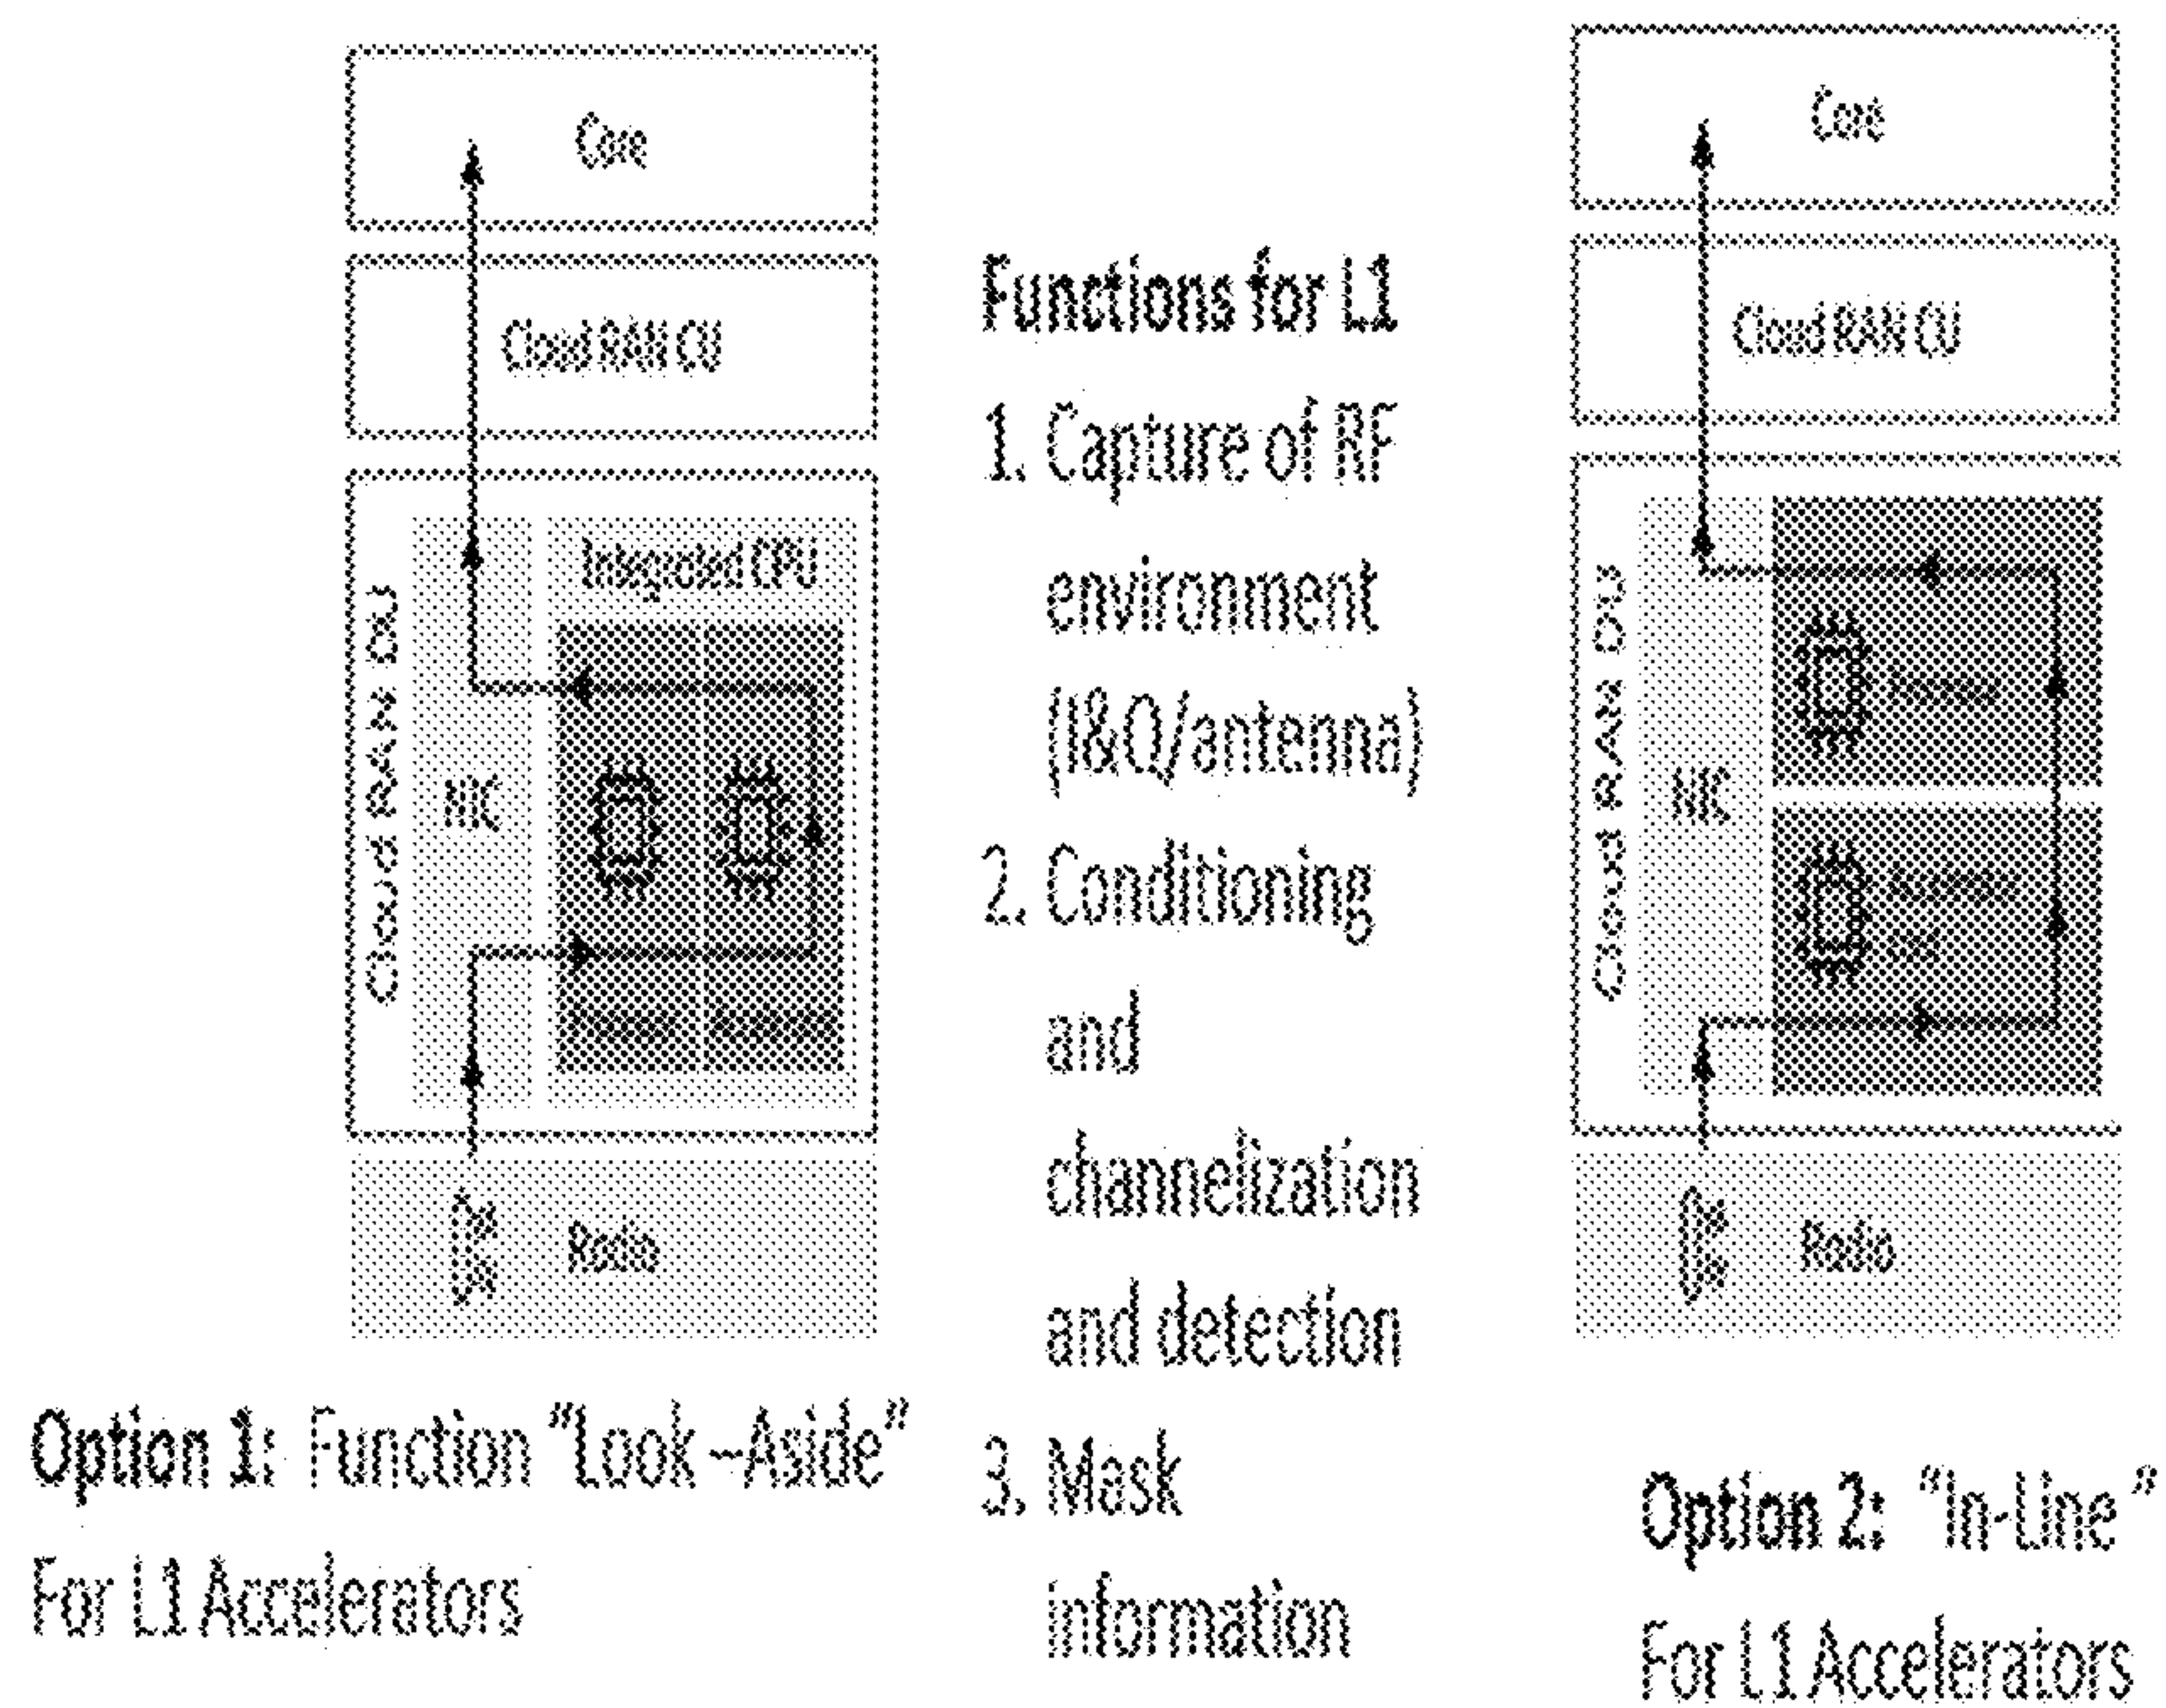 Core
Cloud RAN CU
Cloud RAN DU
NIC
Integrated CPU
Radio
Option 1: Function “Look –Aside”
For L1 Accelerators
Functions for L1
1. Capture of RF
environment
(I&Q/antenna)
2. Conditioning
and
channelization
and detection
3. Mask
information
Core
Cloud RAN CU
Cloud RAN DU
NIC
Radio
Option 2: “In-Line ”
For L1 Accelerators